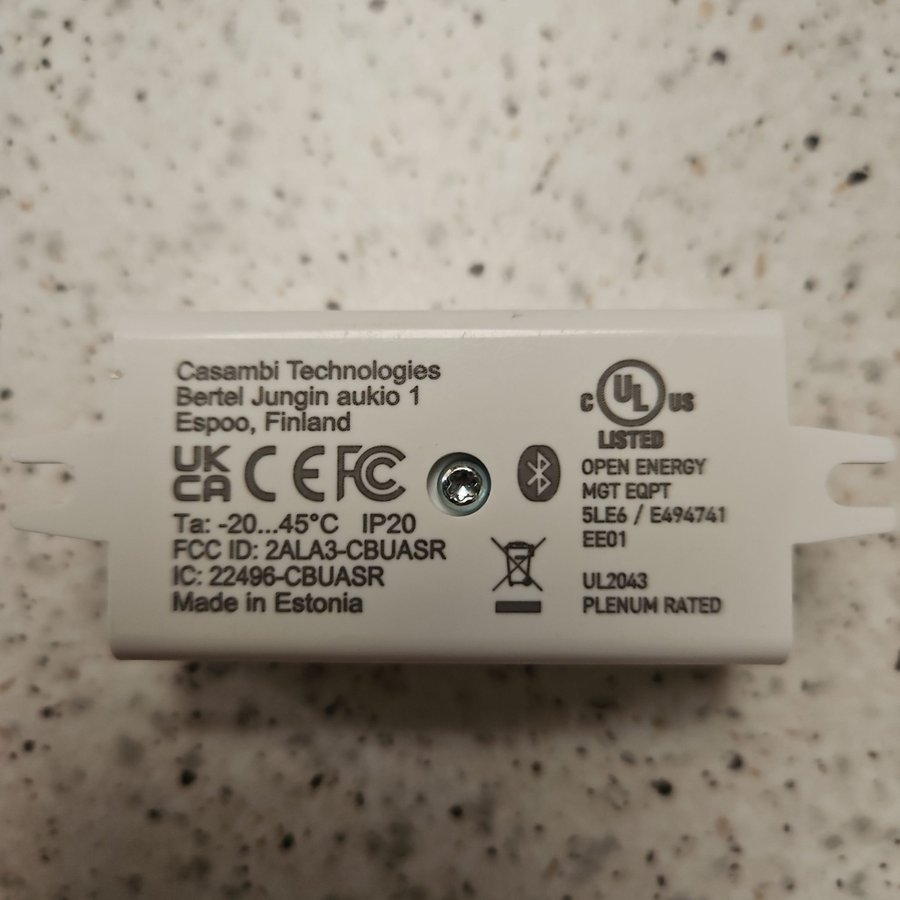 Casambi Technologies
Bertel Jungin aukio 1
Espoo, Finland
UK
CA CE FC
Ta: -20...45°C IP20
FCC ID: 2ALA3-CBUASR
IC: 22496-CBUASR
Made in Estonia
C UL US
LISTED
OPEN ENERGY
MGT EQPT
5LE6 / E494741
EE01
UL2043
PLENUM RATED